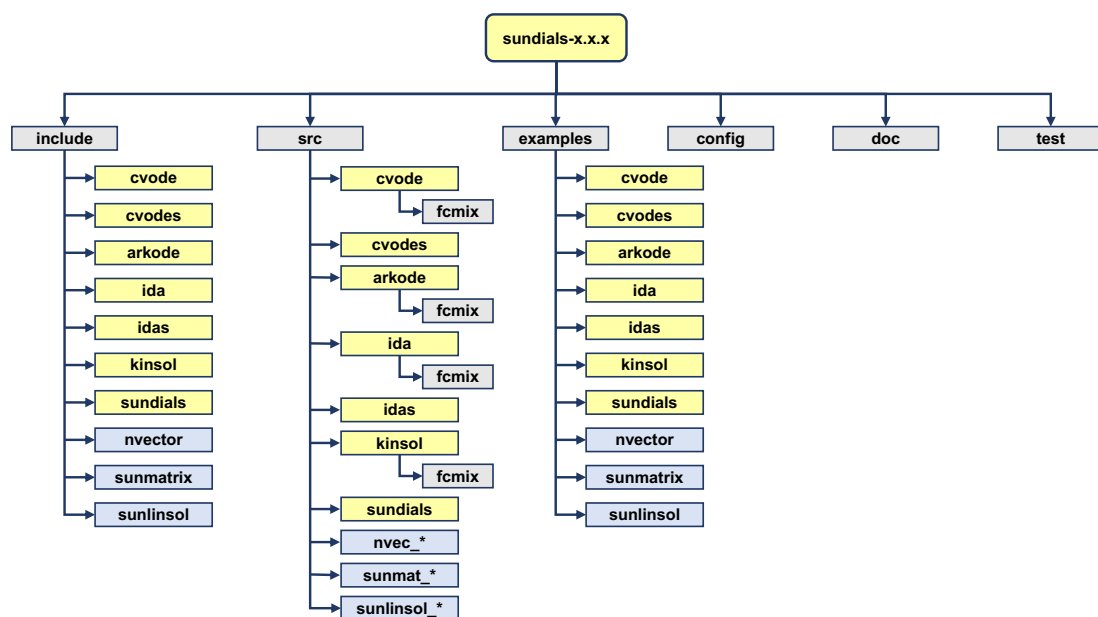 sundials-x.x.x
include
src
examples
config
doc
test
cvode
cvodes
arkode
ida
idas
kinsol
sundials
nvector
sunmatrix
sunlinsol
cvode
fcmix
cvodes
arkode
fcmix
ida
fcmix
idas
kinsol
fcmix
sundials
nvec_*
sunmat_*
sunlinsol_*
cvode
cvodes
arkode
ida
idas
kinsol
sundials
nvector
sunmatrix
sunlinsol